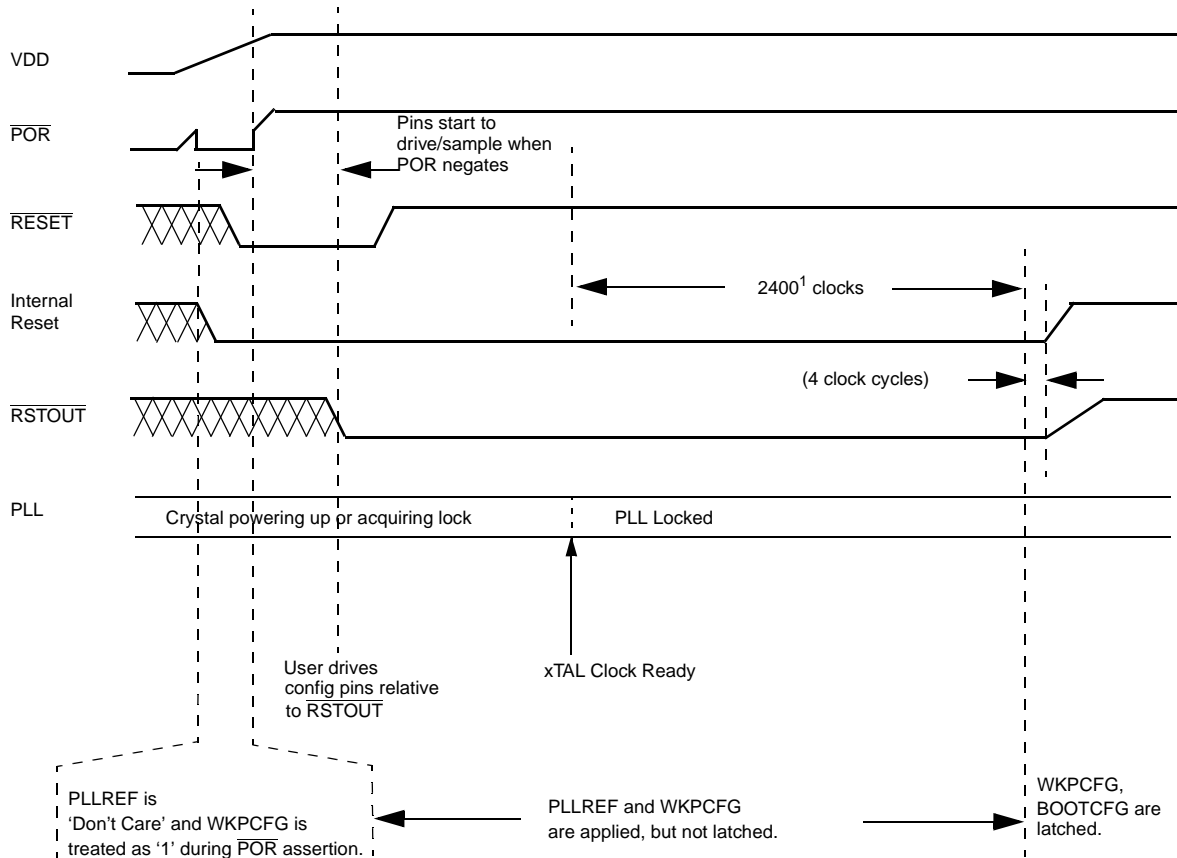 VDD
POR
Pins start to
drive/sample when
POR negates
RESET
2400¹ clocks
Internal
Reset
(4 clock cycles)
RSTOUT
PLL
Crystal powering up or acquiring lock
PLL Locked
User drives
config pins relative
to RSTOUT
xTAL Clock Ready
PLLREF is
‘Don’t Care’ and WKPCFG is
treated as ‘1’ during POR assertion.
PLLREF and WKPCFG
are applied, but not latched.
WKPCFG,
BOOTCFG are
latched.